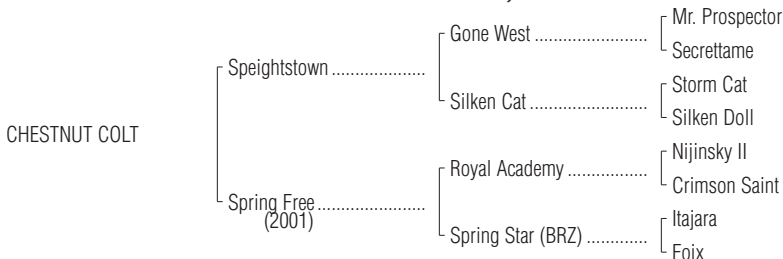 Mr. Prospector
Gone West ....................
Secrettame
Speightstown ....................
Storm Cat
Silken Cat ....................
Silken Doll
CHESTNUT COLT
Nijinsky II
Royal Academy ..............
Crimson Saint
Spring Free .......................
(2001)
Itajara
Spring Star (BRZ) ...........
Foix